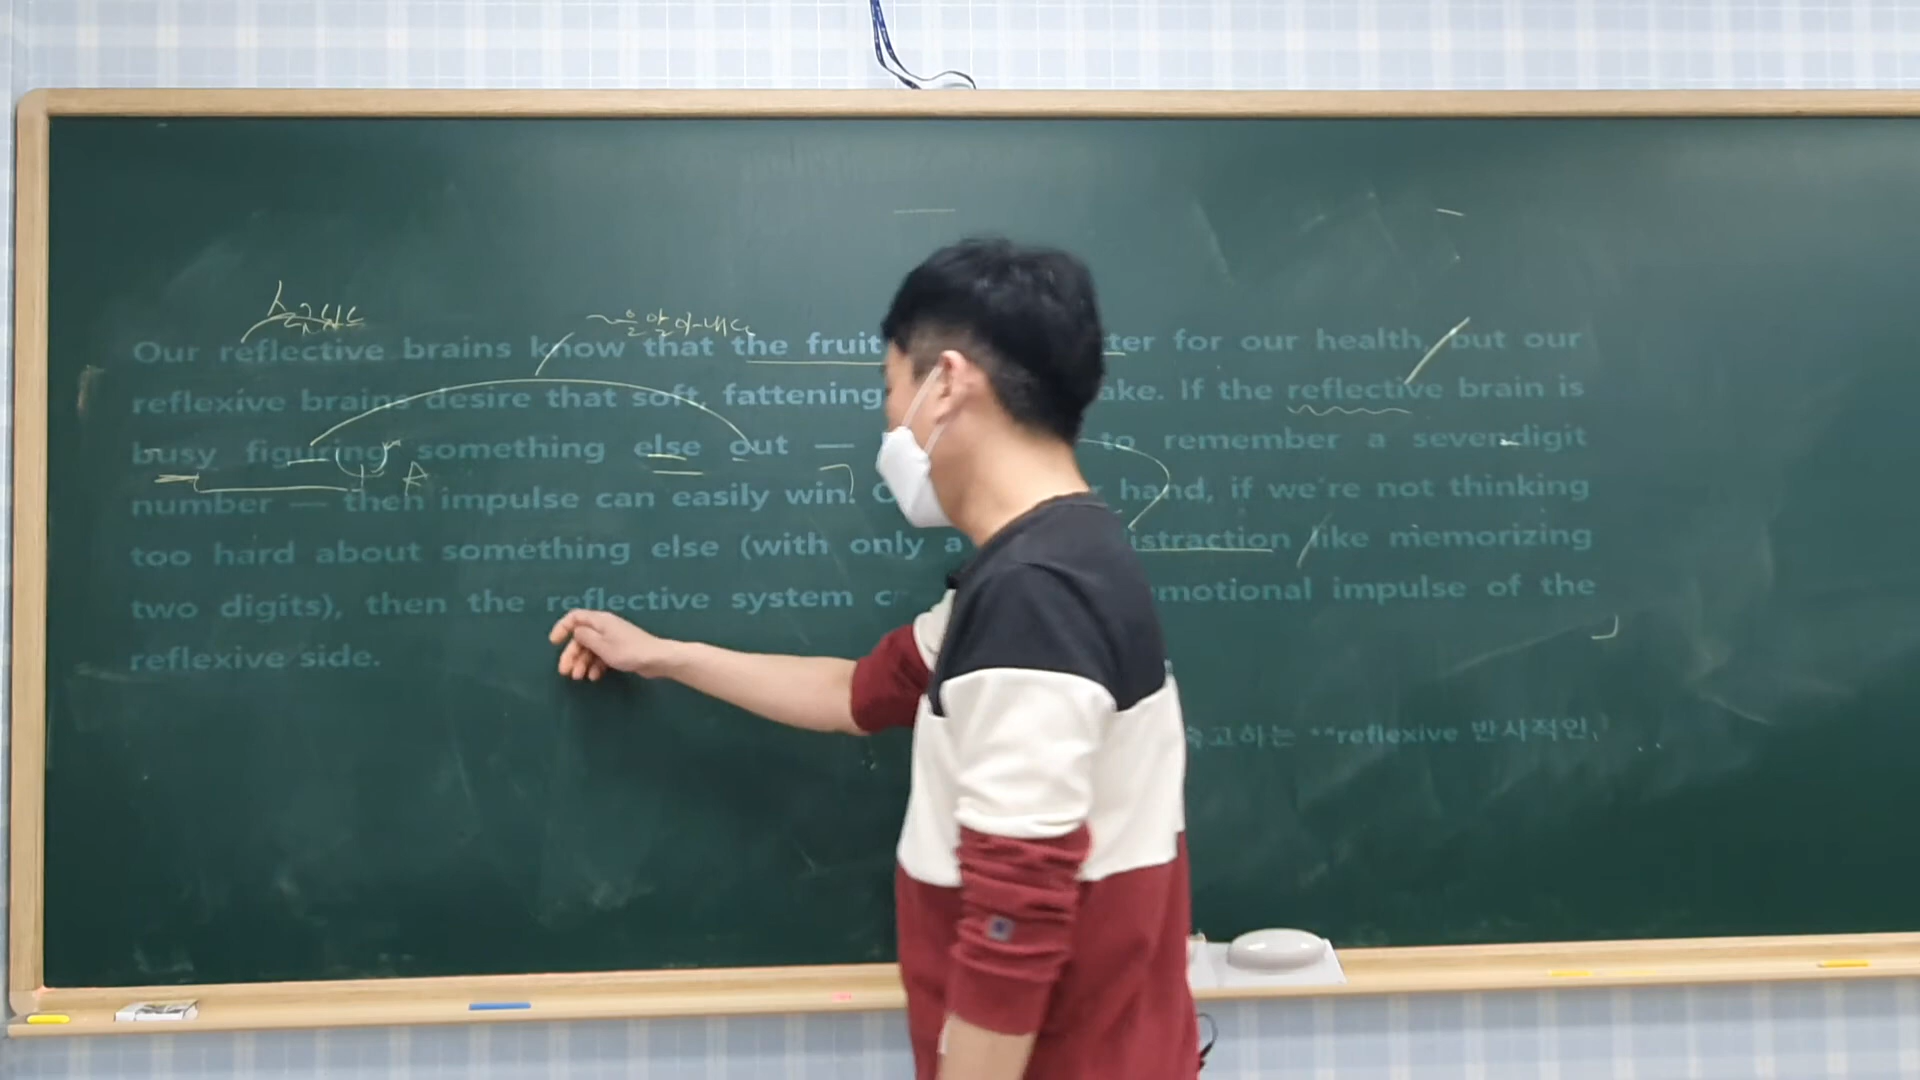 ~을 알아내다
Our reflective brains know that the fruit ter for our health, but our
reflexive brains desire that soft, fattening ake. If the reflective brain is
busy figuring something else out — to remember a sevendigit
number — then impulse can easily win. hand, if we're not thinking
too hard about something else (with only a istraction like memorizing
two digits), then the reflective system c motional impulse of the
reflexive side.
숙고하는 **reflexive 반사적인